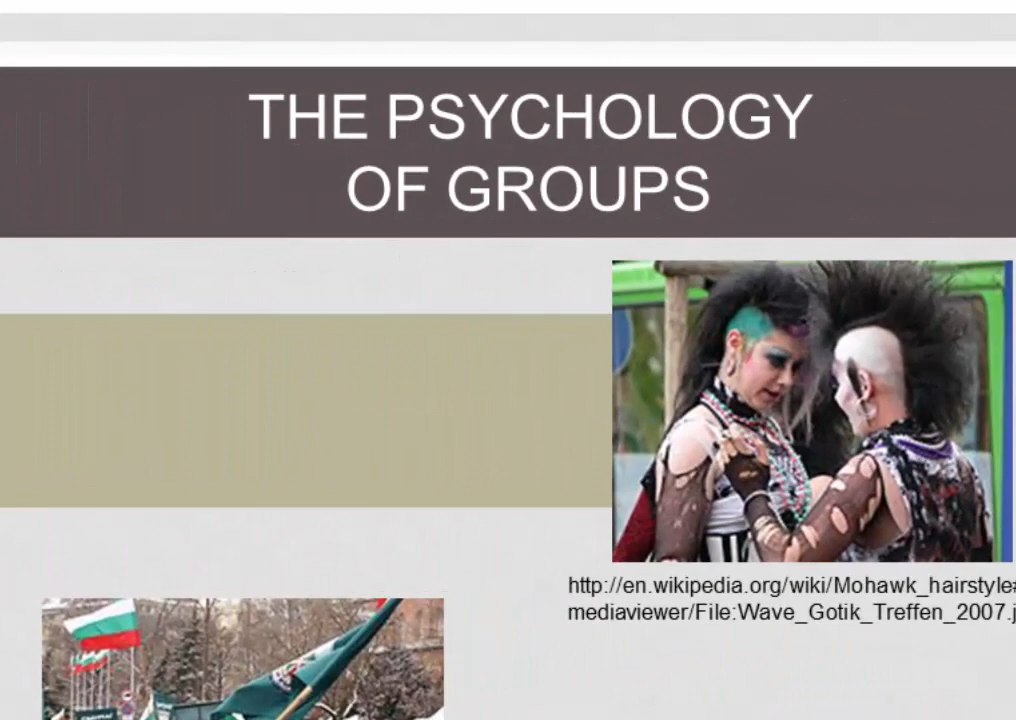 THE PSYCHOLOGY
OF GROUPS
http://en.wikipedia.org/wiki/Mohawk_hairstyle#
mediaviewer/File:Wave_Gotik_Treffen_2007.j